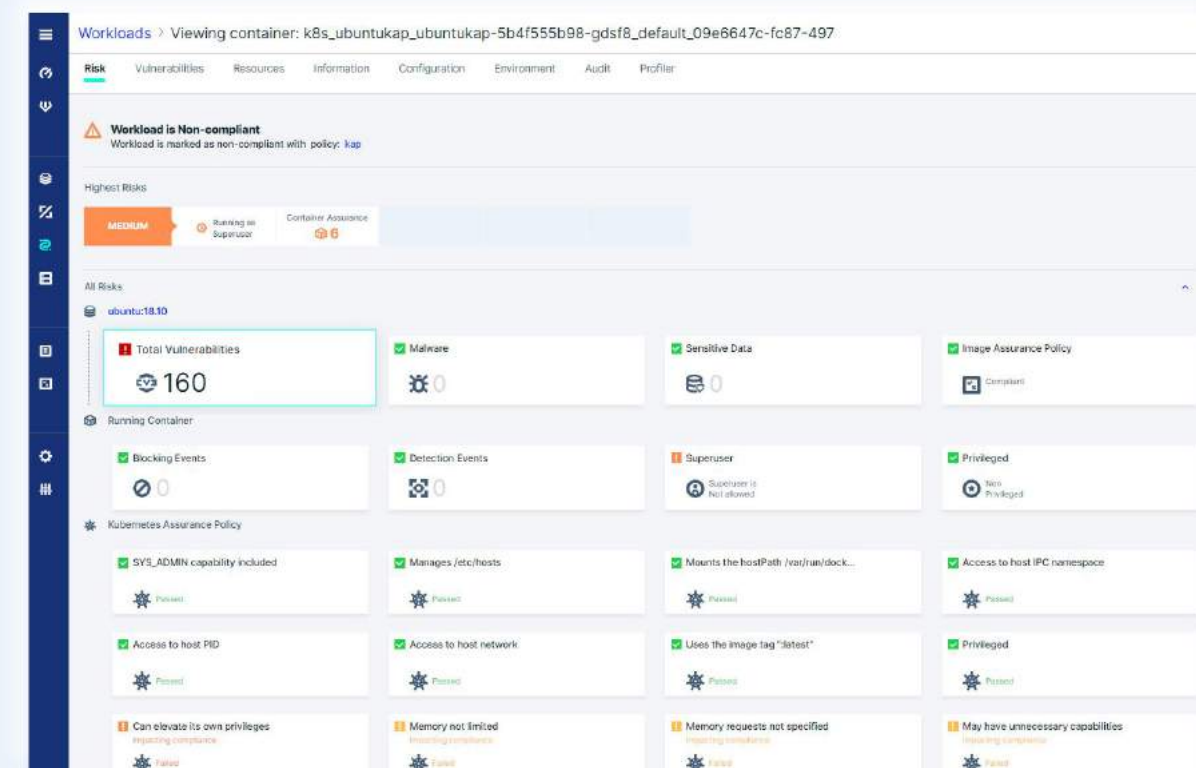 Workloads > Viewing container: k8s_ubuntukap_ubuntukap-5b4f555b98-gdsf8_default_09e6647c-fc87-497
Risk Vulnerabilities Resources Information Configuration Environment Audit Profiler
Workload is Non-compliant
Workload is marked as non-compliant with policy: kap
Highest Risks
MEDIUM
Running as
Superuser
Container Assurance
6
All Risks
ubuntu:18.10
Total Vulnerabilities
160
Malware
0
Sensitive Data
0
Image Assurance Policy
Compliant
Running Container
Blocking Events
0
Detection Events
0
Superuser
Superuser is
Not allowed
Privileged
Non
Privileged
Kubernetes Assurance Policy
SYS_ADMIN capability included
Passed
Manages /etc/hosts
Passed
Mounts the hostPath /var/run/dock...
Passed
Access to host IPC namespace
Passed
Access to host PID
Passed
Access to host network
Passed
Uses the image tag ":latest"
Passed
Privileged
Passed
Can elevate its own privileges
Impacting compliance
Failed
Memory not limited
Impacting compliance
Failed
Memory requests not specified
Impacting compliance
Failed
May have unnecessary capabilities
Impacting compliance
Failed